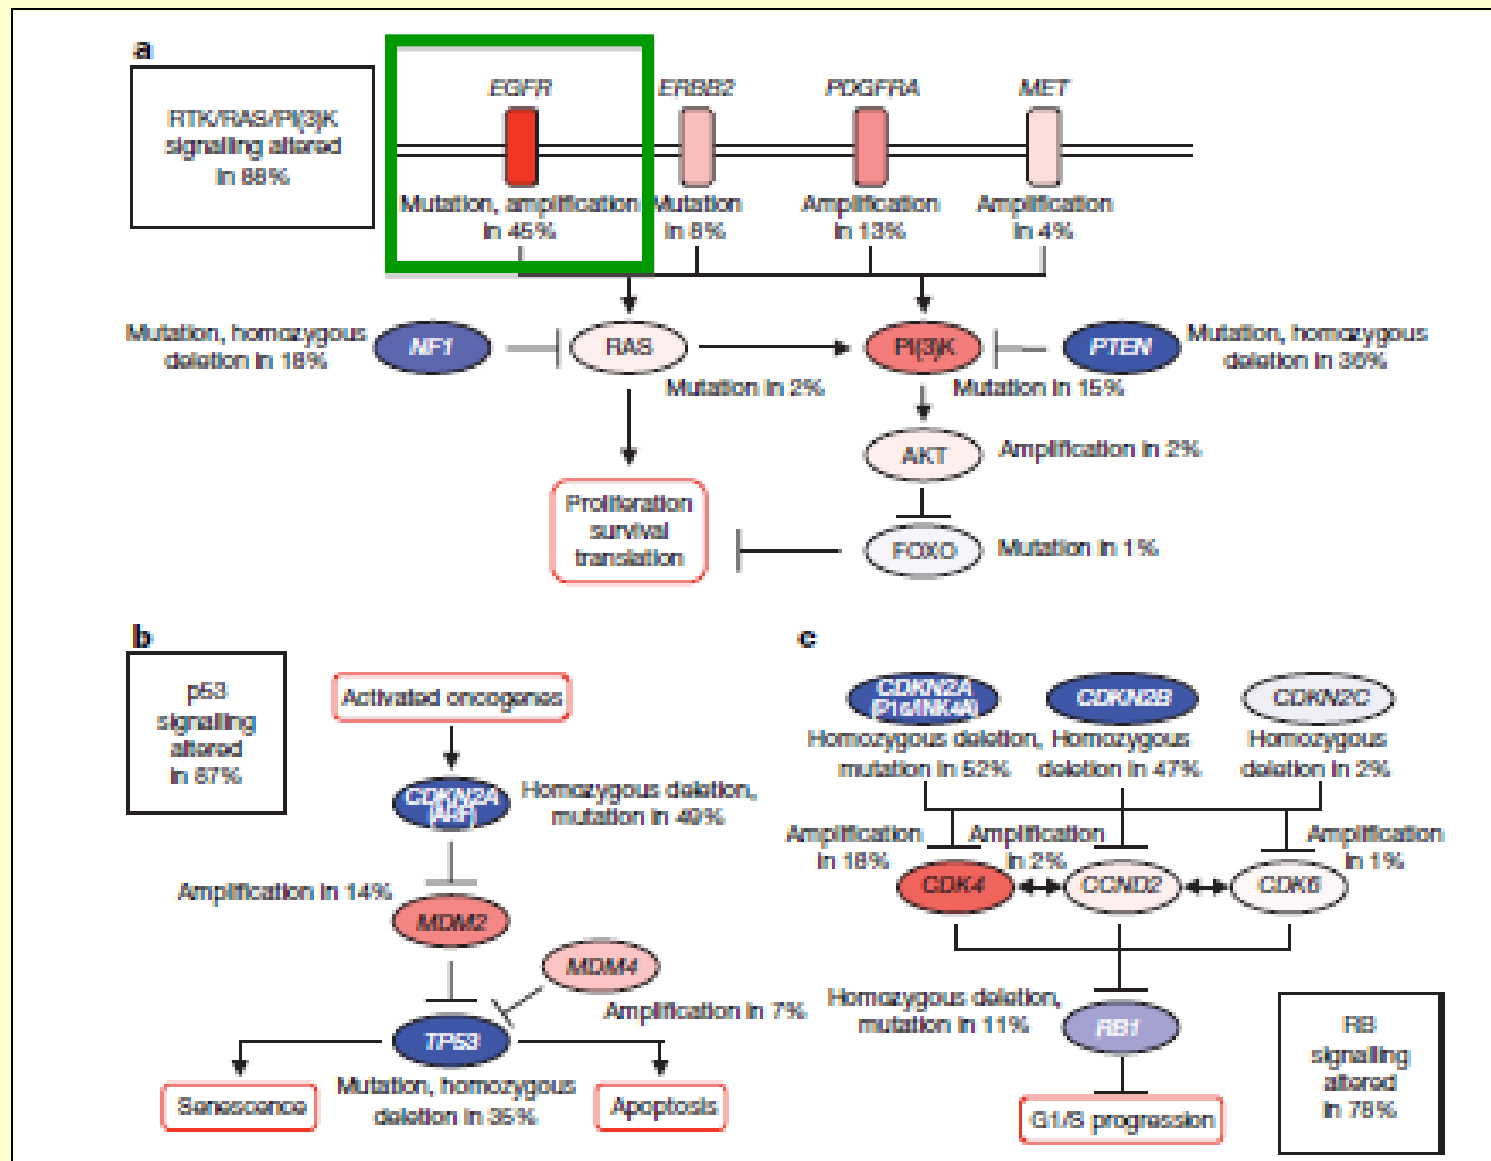 a
RTK/RAS/PI(3)K
signalling altered
in 88%
EGFR
ERBB2
PDGFRA
MET
Mutation, amplification
in 45%
Mutation
in 8%
Amplification
in 13%
Amplification
in 4%
Mutation, homozygous
deletion in 18%
NF1
RAS
Mutation in 2%
PI(3)K
Mutation in 15%
PTEN
Mutation, homozygous
deletion in 36%
AKT
Amplification in 2%
Proliferation
survival
translation
FOXO
Mutation in 1%
b
p53
signalling
altered
in 87%
Activated oncogenes
CDKN2A
(ARF)
Homozygous deletion,
mutation in 49%
Amplification in 14%
MDM2
MDM4
Amplification in 7%
TP53
Senescence
Mutation, homozygous
deletion in 35%
Apoptosis
c
CDKN2A
(P16/INK4A)
CDKN2B
CDKN2C
Homozygous deletion,
mutation in 52%
Homozygous
deletion in 47%
Homozygous
deletion in 2%
Amplification
in 18%
Amplification
in 2%
Amplification
in 1%
CDK4
CCND2
CDK6
Homozygous deletion,
mutation in 11%
RB1
G1/S progression
RB
signalling
altered
in 78%